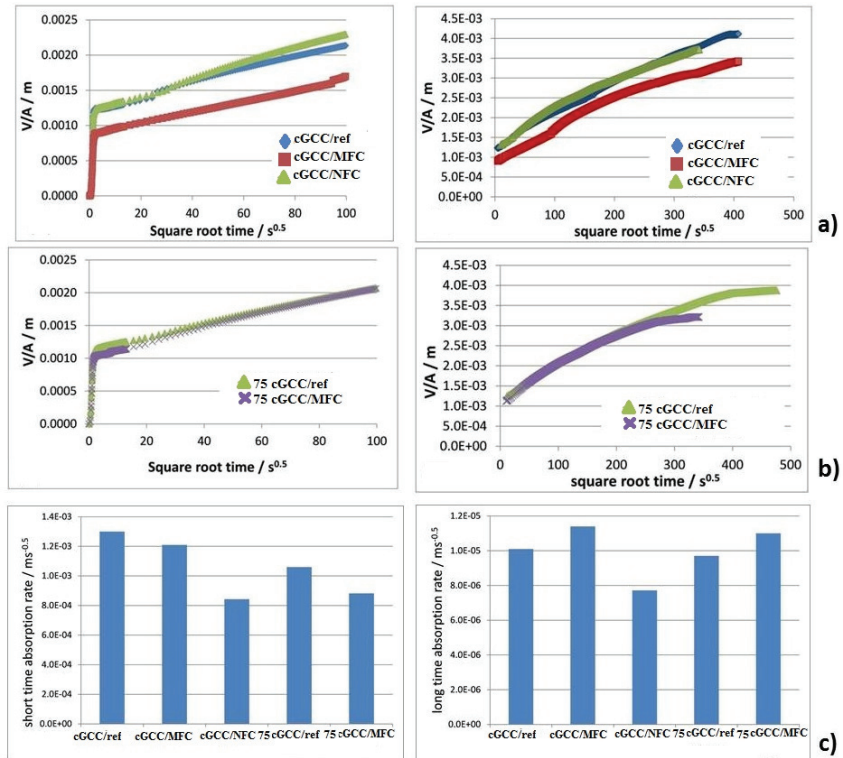 0.0025
0.0020
0.0015
0.0010
0.0005
0.0000
V/A / m
0 20 40 60 80 100
Square root time / s0.5
cGCC/ref
cGCC/MFC
cGCC/NFC
4.5E-03
4.0E-03
3.5E-03
3.0E-03
2.5E-03
2.0E-03
1.5E-03
1.0E-03
5.0E-04
0.0E+00
V/A / m
0 100 200 300 400 500
square root time / s0.5
cGCC/ref
cGCC/MFC
cGCC/NFC
a)
0.0025
0.0020
0.0015
0.0010
0.0005
0.0000
V/A / m
0 20 40 60 80 100
Square root time / s0.5
75 cGCC/ref
75 cGCC/MFC
4.5E-03
4.0E-03
3.5E-03
3.0E-03
2.5E-03
2.0E-03
1.5E-03
1.0E-03
5.0E-04
0.0E+00
V/A / m
0 100 200 300 400 500
square root time / s0.5
75 cGCC/ref
75 cGCC/MFC
b)
1.4E-03
1.2E-03
1.0E-03
8.0E-04
6.0E-04
4.0E-04
2.0E-04
0.0E+00
short time absorption rate / ms-0.5
cGCC/ref cGCC/MFC cGCC/NFC 75 cGCC/ref 75 cGCC/MFC
1.2E-05
1.0E-05
8.0E-06
6.0E-06
4.0E-06
2.0E-06
0.0E+00
long time absorption rate / ms-0.5
cGCC/ref cGCC/MFC cGCC/NFC 75 cGCC/ref 75 cGCC/MFC
c)